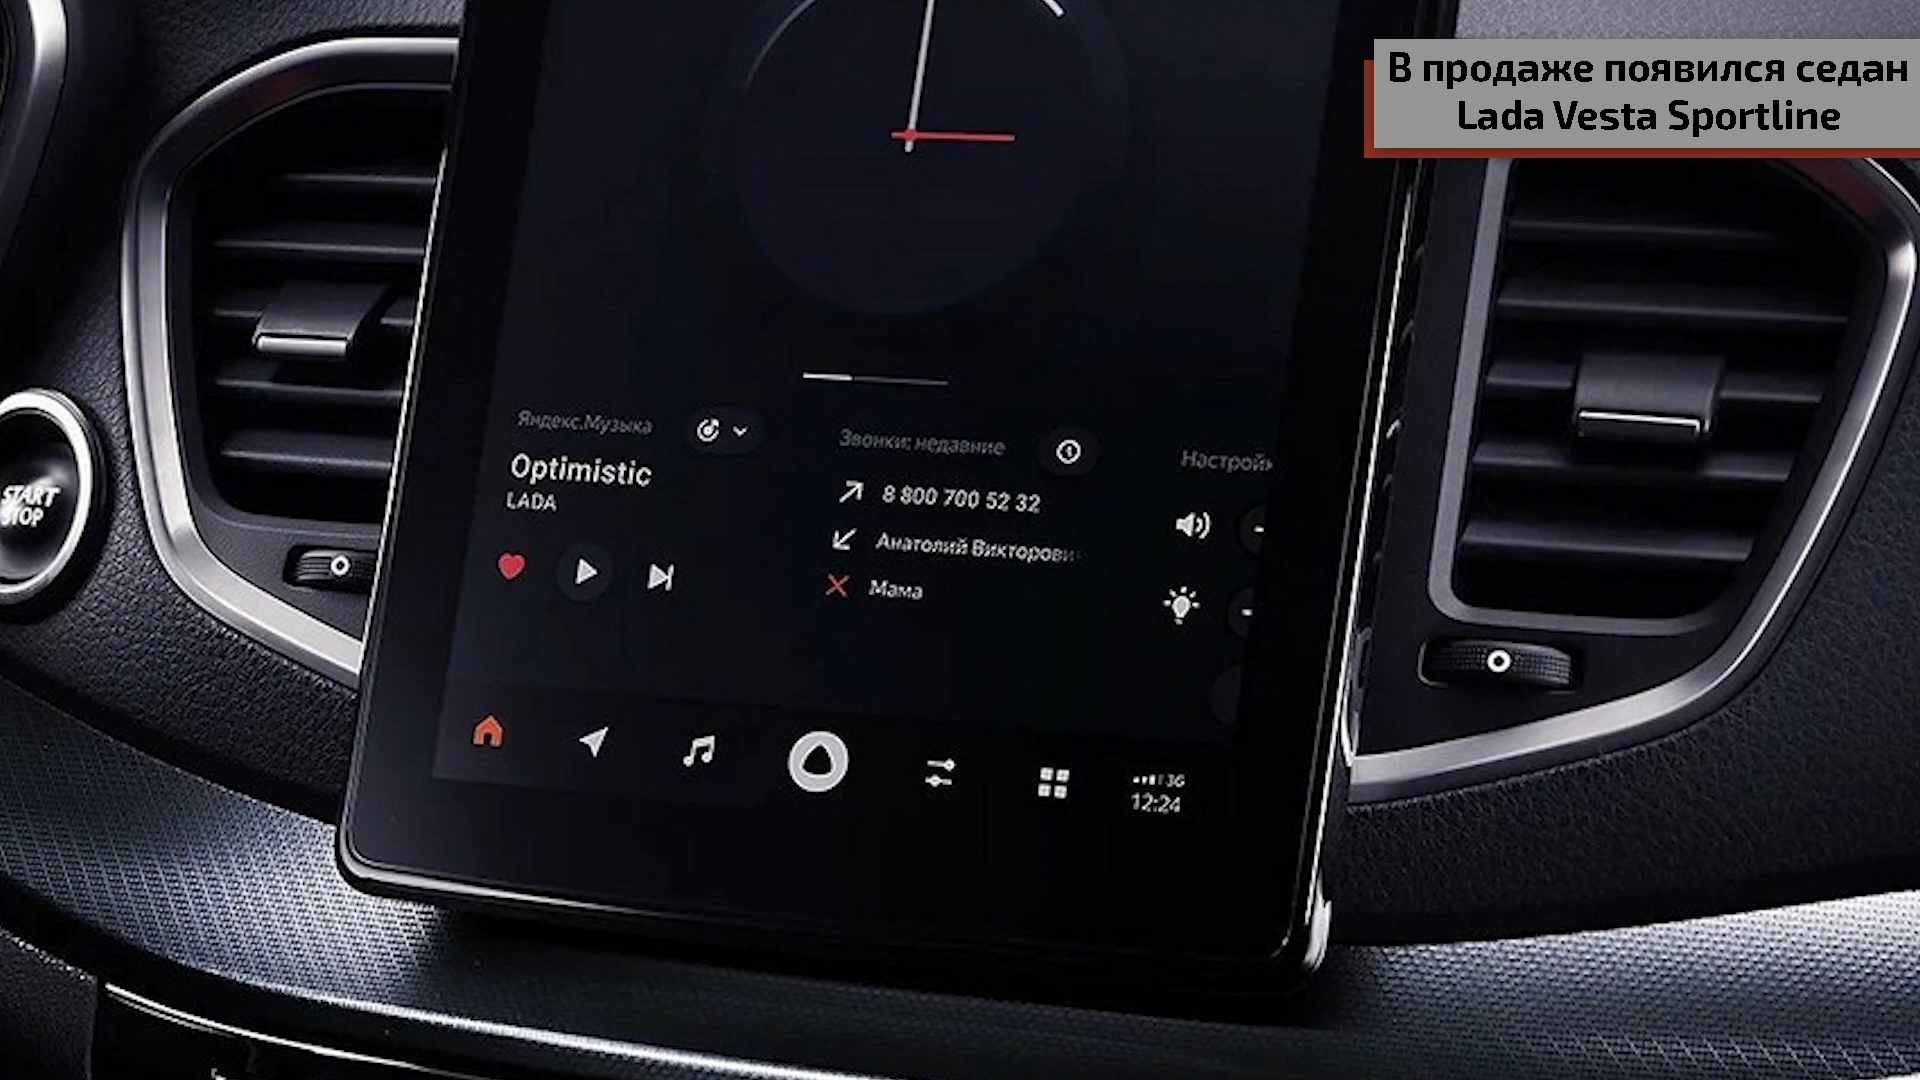 В продаже появился седан
Lada Vesta Sportline
Яндекс.Музыка
Optimistic
LADA
Звонки: недавние
8 800 700 52 32
Анатолий Викторови
Мама
Настройк
START
STOP
3G
12:24